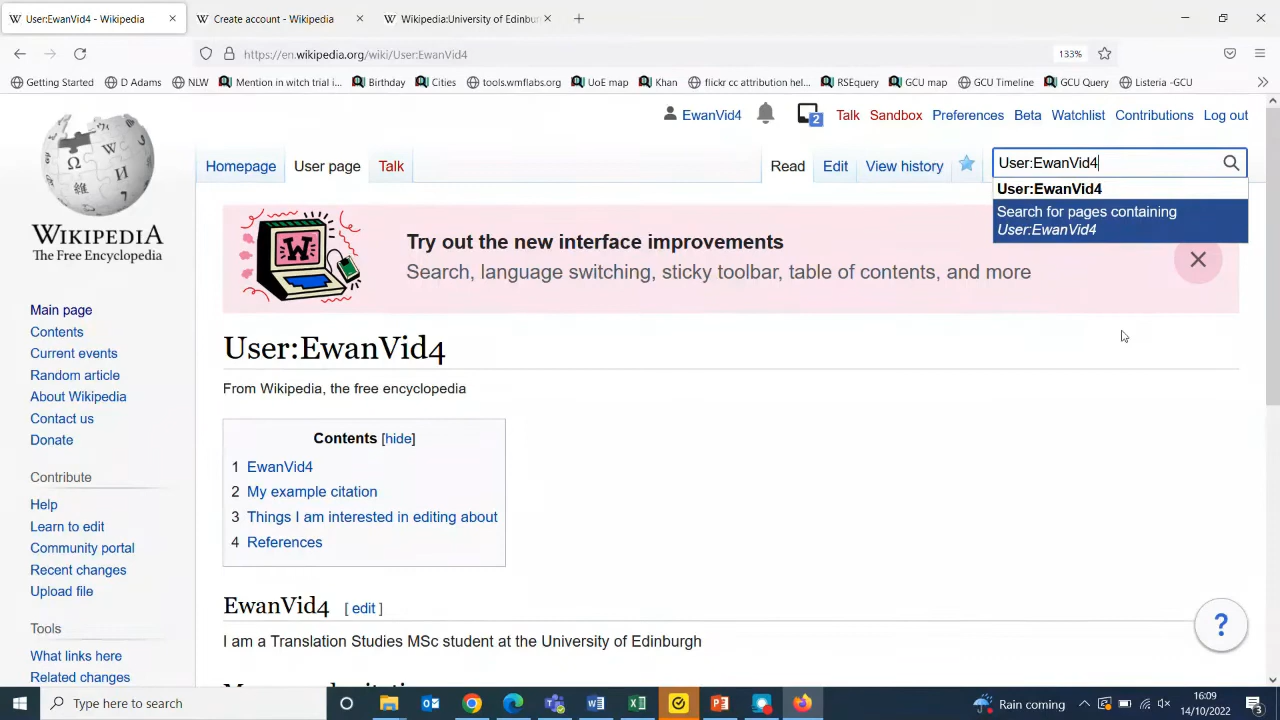 User:EwanVid4 - Wikipedia
Create account - Wikipedia
Wikipedia:University of Edinbur
https://en.wikipedia.org/wiki/User:EwanVid4
133%
Getting Started
D Adams
NLW
Mention in witch trial i...
Birthday
Cities
tools.wmflabs.org
UoE map
Khan
flickr cc attribution hel...
RSEquery
GCU map
GCU Timeline
GCU Query
Listeria -GCU
EwanVid4
2
Talk
Sandbox
Preferences
Beta
Watchlist
Contributions
Log out
Homepage
User page
Talk
Read
Edit
View history
User:EwanVid4
User:EwanVid4
Search for pages containing
User:EwanVid4
WIKIPEDIA
The Free Encyclopedia
Try out the new interface improvements
Search, language switching, sticky toolbar, table of contents, and more
Main page
Contents
Current events
Random article
About Wikipedia
Contact us
Donate
Contribute
Help
Learn to edit
Community portal
Recent changes
Upload file
Tools
What links here
Related changes
User:EwanVid4
From Wikipedia, the free encyclopedia
Contents [hide]
1 EwanVid4
2 My example citation
3 Things I am interested in editing about
4 References
EwanVid4 [ edit ]
I am a Translation Studies MSc student at the University of Edinburgh
?
Type here to search
Rain coming
16:09
14/10/2022
3